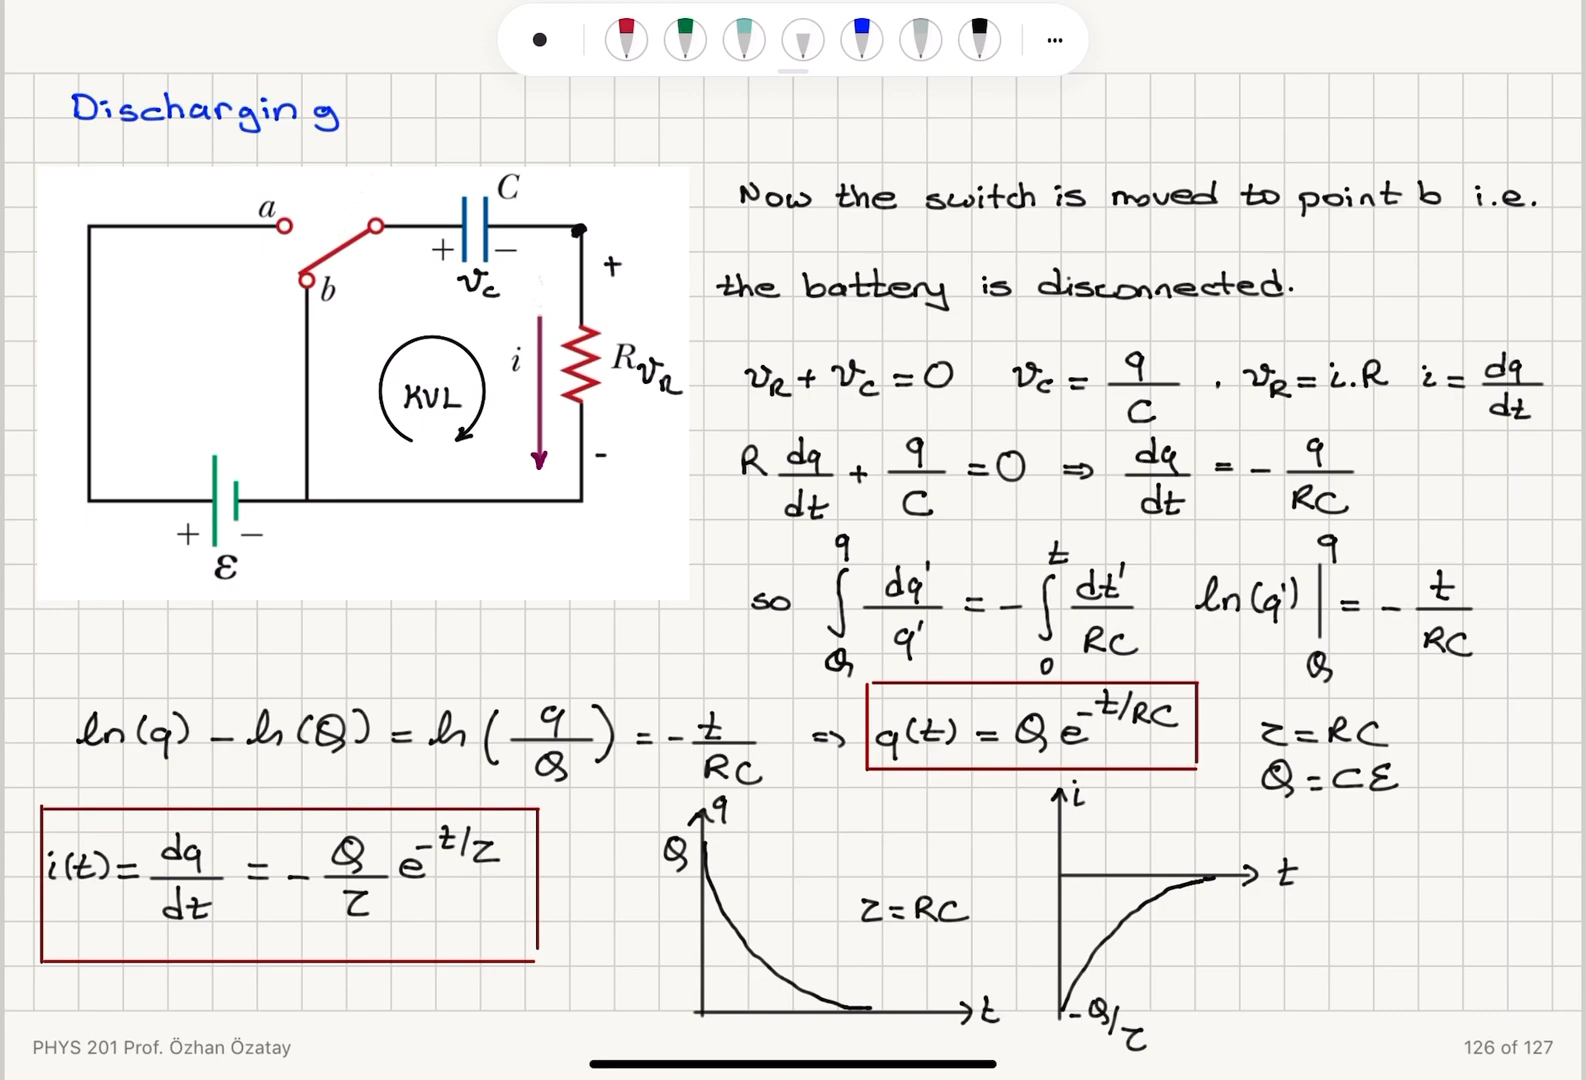 Discharging
a
b
C
+ −
v_C
+
i
R v_R
KVL
-
+ −
ε
Now the switch is moved to point b i.e.
the battery is disconnected.
v_R + v_C = 0   v_C = q/C . v_R = i.R   i = dq/dt
R dq/dt + q/C = 0 ⇒ dq/dt = - q/RC
so ∫_Q^q dq'/q' = - ∫_0^t dt'/RC   ln(q') |_Q^q = - t/RC
ln(q) - ln(Q) = ln(q/Q) = - t/RC ⇒ q(t) = Q e^{-t/RC}   τ = RC
Q = Cε
i(t) = dq/dt = - Q/τ e^{-t/τ}
q
Q
τ = RC
t
i
t
-Q/τ
PHYS 201 Prof. Özhan Özatay
126 of 127